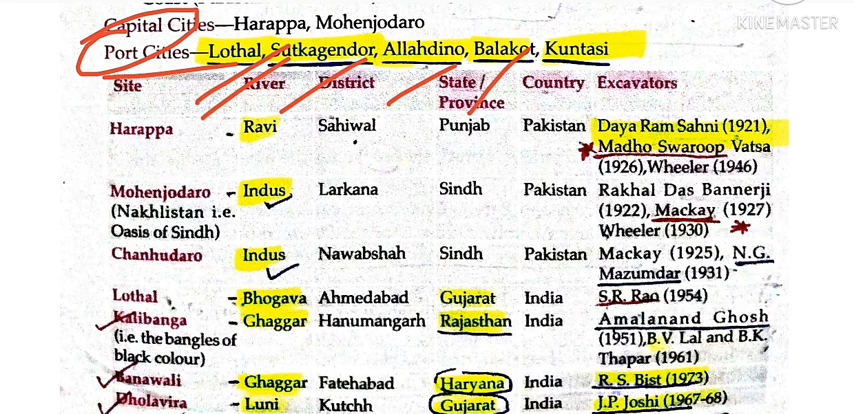 KINEMASTER
Capital Cities—Harappa, Mohenjodaro
Port Cities—Lothal, Sutkagendor, Allahdino, Balakot, Kuntasi
Site River District State / Province Country Excavators
Harappa - Ravi Sahiwal Punjab Pakistan Daya Ram Sahni (1921),
Madho Swaroop Vatsa
(1926),Wheeler (1946)
Mohenjodaro - Indus Larkana Sindh Pakistan Rakhal Das Bannerji
(Nakhlistan i.e. (1922), Mackay (1927)
Oasis of Sindh) Wheeler (1930)
Chanhudaro Indus Nawabshah Sindh Pakistan Mackay (1925), N.G.
Mazumdar (1931)
Lothal - Bhogava Ahmedabad Gujarat India S.R. Rao (1954)
Kalibanga - Ghaggar Hanumangarh Rajasthan India Amalanand Ghosh
(i.e. the bangles of (1951),B.V. Lal and B.K.
black colour) Thapar (1961)
Banawali - Ghaggar Fatehabad Haryana India R. S. Bist (1973)
Dholavira - Luni Kutchh Gujarat India J.P. Joshi (1967-68)